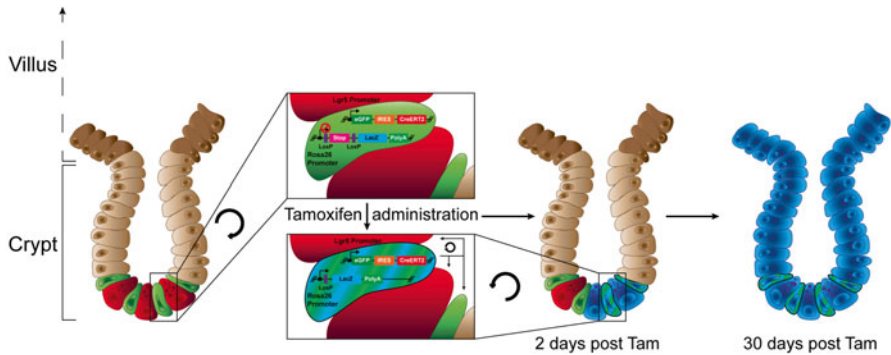 Villus
Crypt
Lgr5 Promoter
eGFP IRES CreERT2
Stop LacZ PolyA
LoxP LoxP
Rosa26
Promoter
Tamoxifen administration
Lgr5 Promoter
eGFP IRES CreERT2
LacZ PolyA
LoxP
Rosa26
Promoter
2 days post Tam
30 days post Tam